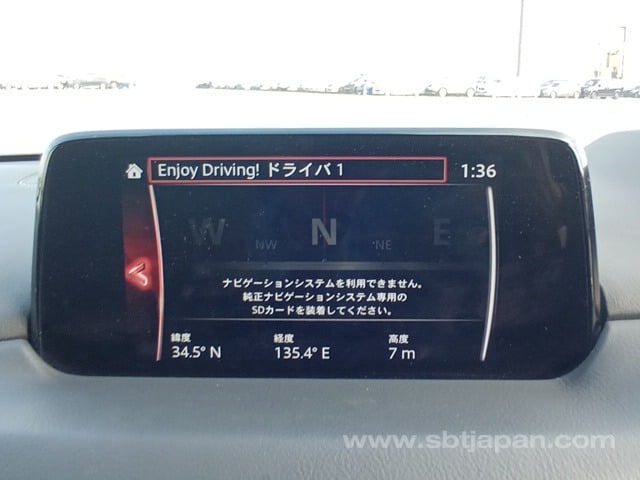 Enjoy Driving! ドライバ 1
1:36
W NW N NE E
ナビゲーションシステムを利用できません。
純正ナビゲーションシステム専用の
SDカードを装着してください。
緯度 経度 高度
34.5° N 135.4° E 7 m
www.sbtjapan.com